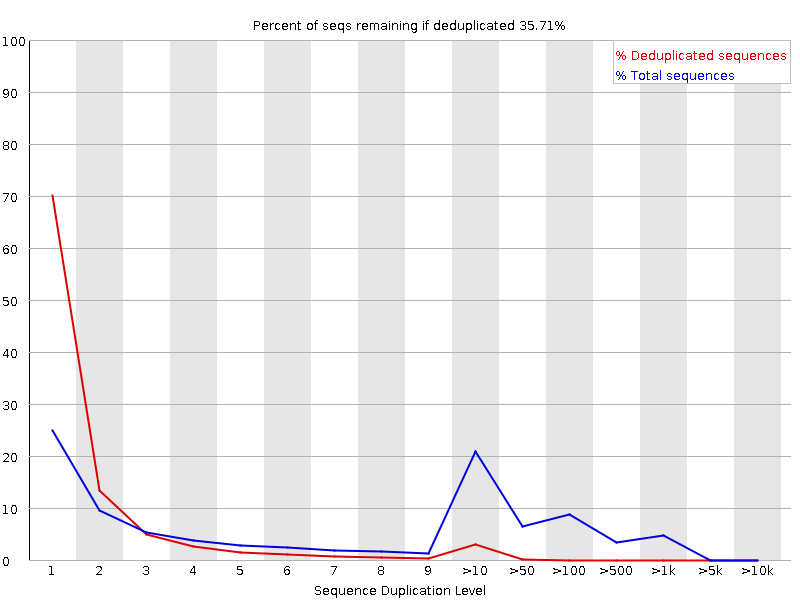 Percent of seqs remaining if deduplicated 35.71%
% Deduplicated sequences
% Total sequences
100
90
80
70
60
50
40
30
20
10
0
1 2 3 4 5 6 7 8 9 >10 >50 >100 >500 >1k >5k >10k
Sequence Duplication Level